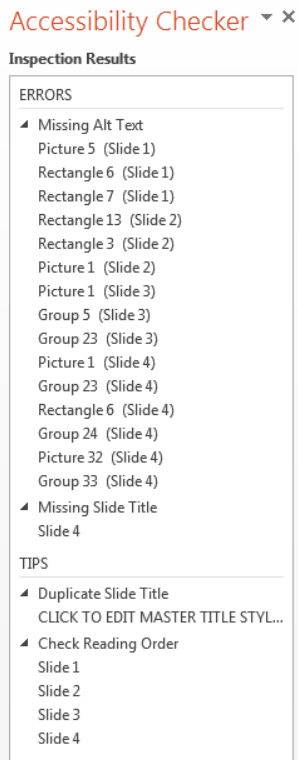 Accessibility Checker
Inspection Results
ERRORS
Missing Alt Text
Picture 5 (Slide 1)
Rectangle 6 (Slide 1)
Rectangle 7 (Slide 1)
Rectangle 13 (Slide 2)
Rectangle 3 (Slide 2)
Picture 1 (Slide 2)
Picture 1 (Slide 3)
Group 5 (Slide 3)
Group 23 (Slide 3)
Picture 1 (Slide 4)
Group 23 (Slide 4)
Rectangle 6 (Slide 4)
Group 24 (Slide 4)
Picture 32 (Slide 4)
Group 33 (Slide 4)
Missing Slide Title
Slide 4
TIPS
Duplicate Slide Title
CLICK TO EDIT MASTER TITLE STYL...
Check Reading Order
Slide 1
Slide 2
Slide 3
Slide 4